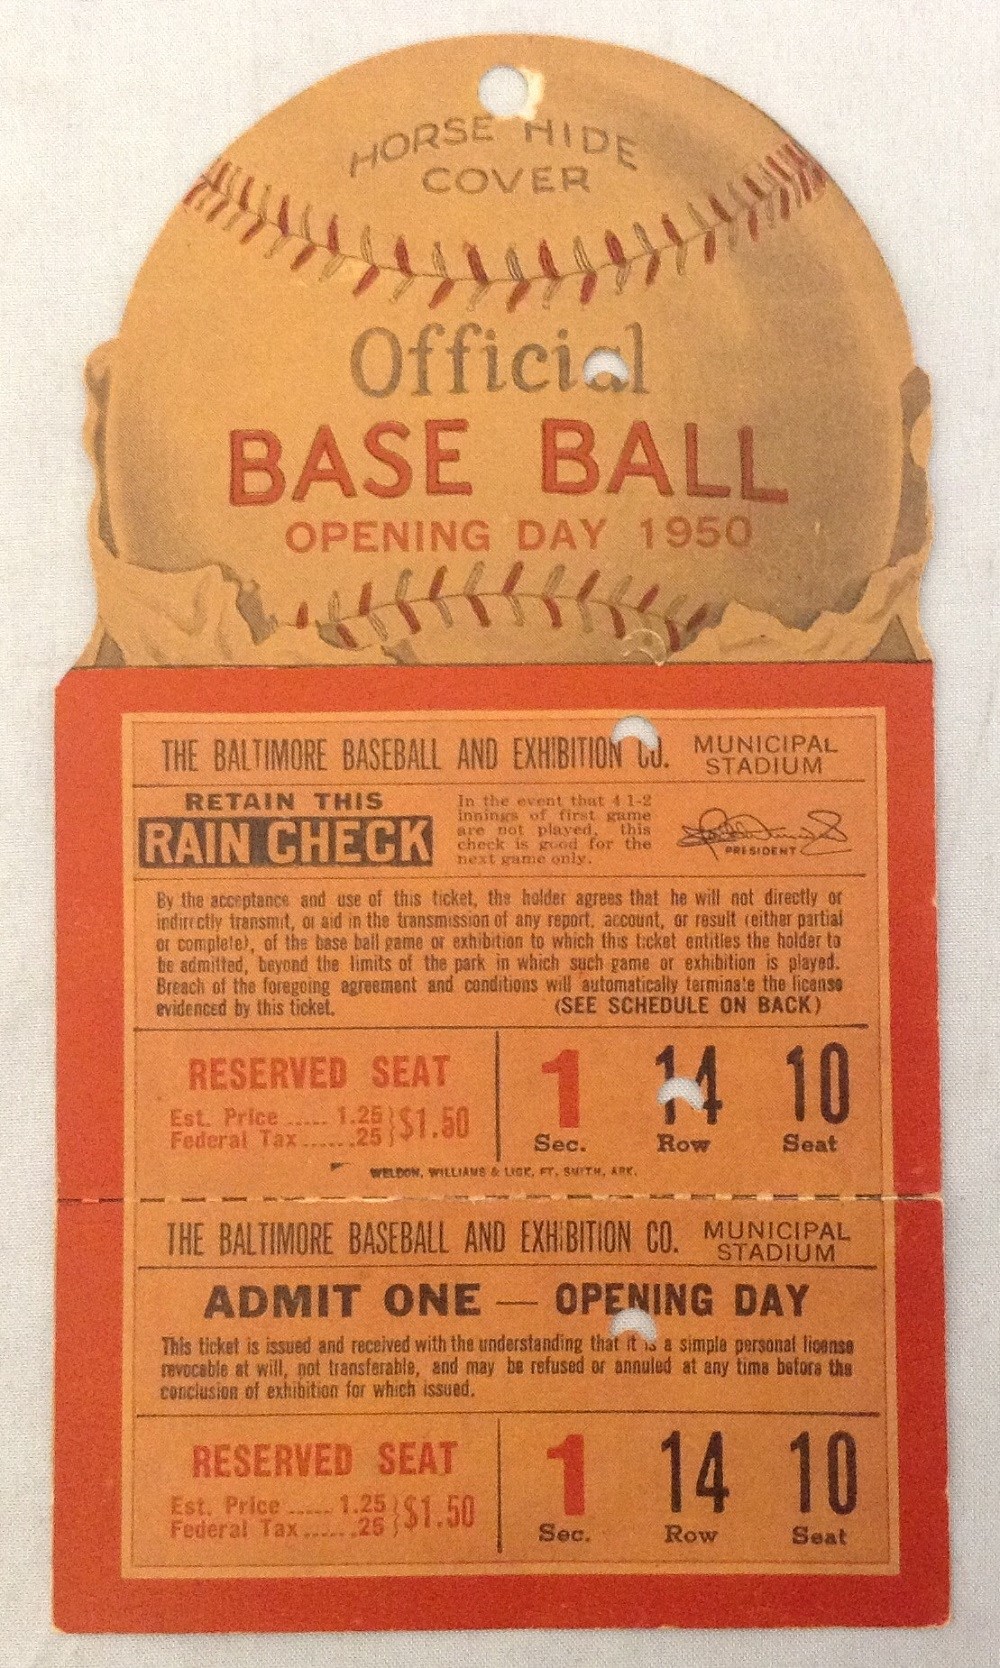 HORSE HIDE
COVER
Official
BASE BALL
OPENING DAY 1950
THE BALTIMORE BASEBALL AND EXHIBITION CO. MUNICIPAL STADIUM
RETAIN THIS
RAIN CHECK
In the event that 4 1-2
innings of first game
are not played, this
check is good for the
next game only.
PRESIDENT
By the acceptance and use of this ticket, the holder agrees that he will not directly or
indirectly transmit, or aid in the transmission of any report, account, or result (either partial
or complete), of the base ball game or exhibition to which this ticket entitles the holder to
be admitted, beyond the limits of the park in which such game or exhibition is played.
Breach of the foregoing agreement and conditions will automatically terminate the license
evidenced by this ticket. (SEE SCHEDULE ON BACK)
RESERVED SEAT
Est. Price ..... 1.25 } $1.50
Federal Tax ...... .25
1 14 10
Sec. Row Seat
WELDON, WILLIAMS & LICK, FT. SMITH, ARK.
THE BALTIMORE BASEBALL AND EXHIBITION CO. MUNICIPAL STADIUM
ADMIT ONE — OPENING DAY
This ticket is issued and received with the understanding that it is a simple personal license
revocable at will, not transferable, and may be refused or annuled at any time before the
conclusion of exhibition for which issued.
RESERVED SEAT
Est. Price ..... 1.25 } $1.50
Federal Tax ...... .25
1 14 10
Sec. Row Seat